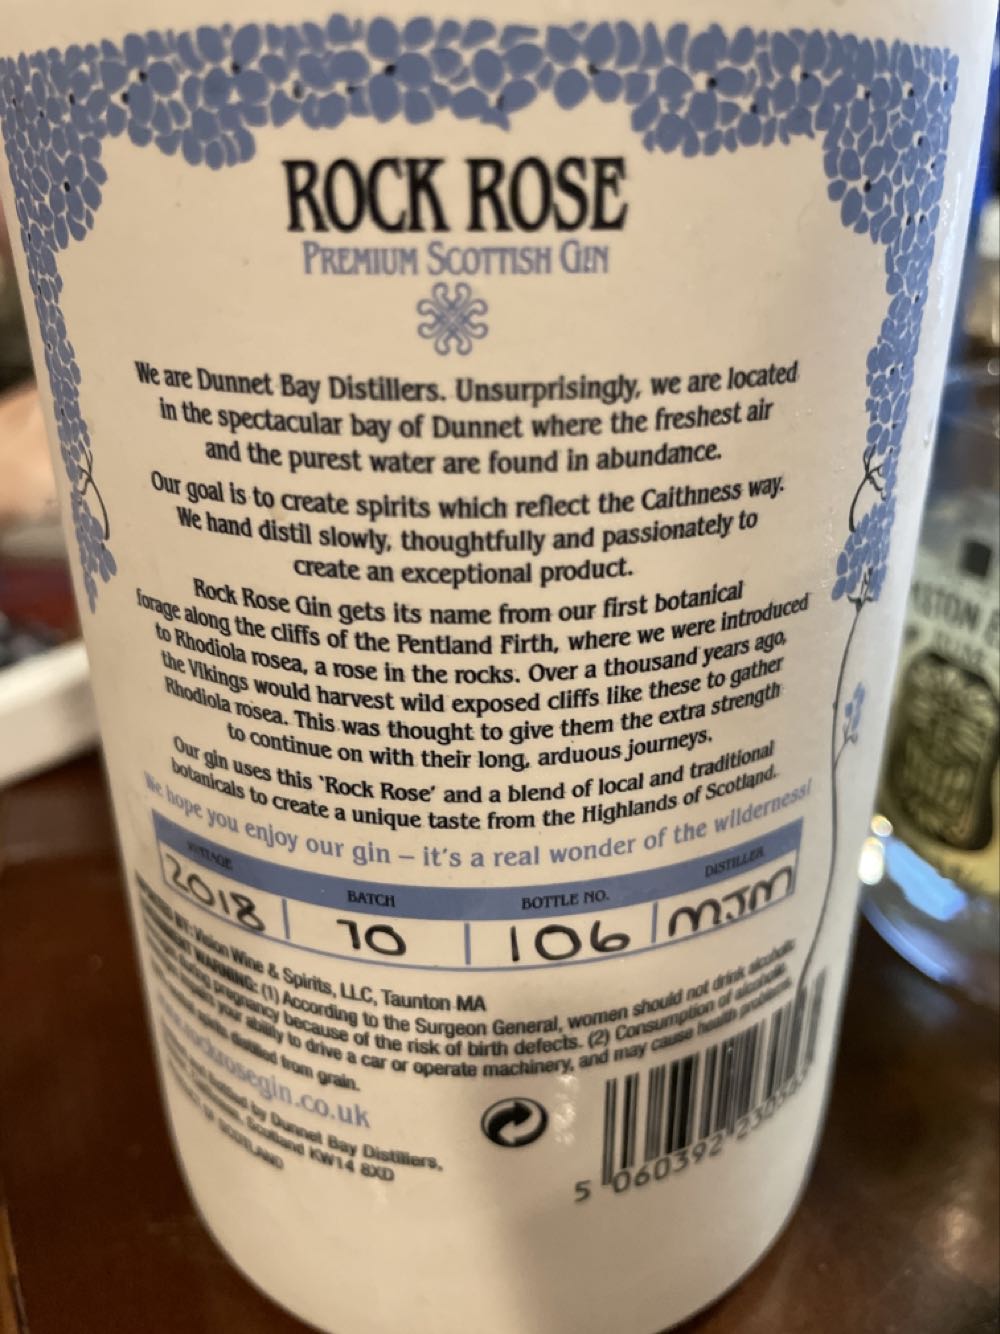 ROCK ROSE
PREMIUM SCOTTISH GIN
We are Dunnet Bay Distillers. Unsurprisingly, we are located
in the spectacular bay of Dunnet where the freshest air
and the purest water are found in abundance.
Our goal is to create spirits which reflect the Caithness way.
We hand distil slowly, thoughtfully and passionately to
create an exceptional product.
Rock Rose Gin gets its name from our first botanical
forage along the cliffs of the Pentland Firth, where we were introduced
to Rhodiola rosea, a rose in the rocks. Over a thousand years ago,
the Vikings would harvest wild exposed cliffs like these to gather
Rhodiola rosea. This was thought to give them the extra strength
to continue on with their long, arduous journeys.
Our gin uses this 'Rock Rose' and a blend of local and traditional
botanicals to create a unique taste from the Highlands of Scotland.
We hope you enjoy our gin – it's a real wonder of the wilderness!
VINTAGE BATCH BOTTLE NO. DISTILLER
2018 70 106 MJM
BY: Vision Wine & Spirits, LLC, Taunton MA
WARNING: (1) According to the Surgeon General, women should not drink alcoholic
during pregnancy because of the risk of birth defects. (2) Consumption of alcoholic
your ability to drive a car or operate machinery, and may cause health problems.
spirits distilled from grain.
rockrosegin.co.uk
by Dunnet Bay Distillers,
Scotland KW14 8XD
OF SCOTLAND
5 060392